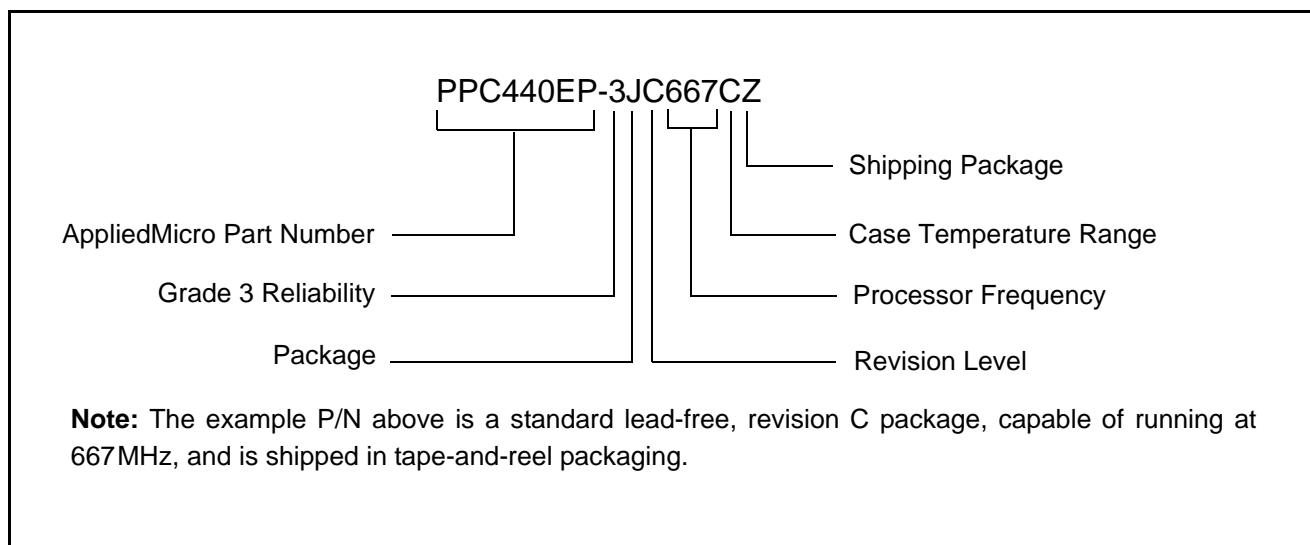 PPC440EP-3JC667CZ
Shipping Package
AppliedMicro Part Number
Case Temperature Range
Grade 3 Reliability
Processor Frequency
Package
Revision Level
Note: The example P/N above is a standard lead-free, revision C package, capable of running at
667MHz, and is shipped in tape-and-reel packaging.